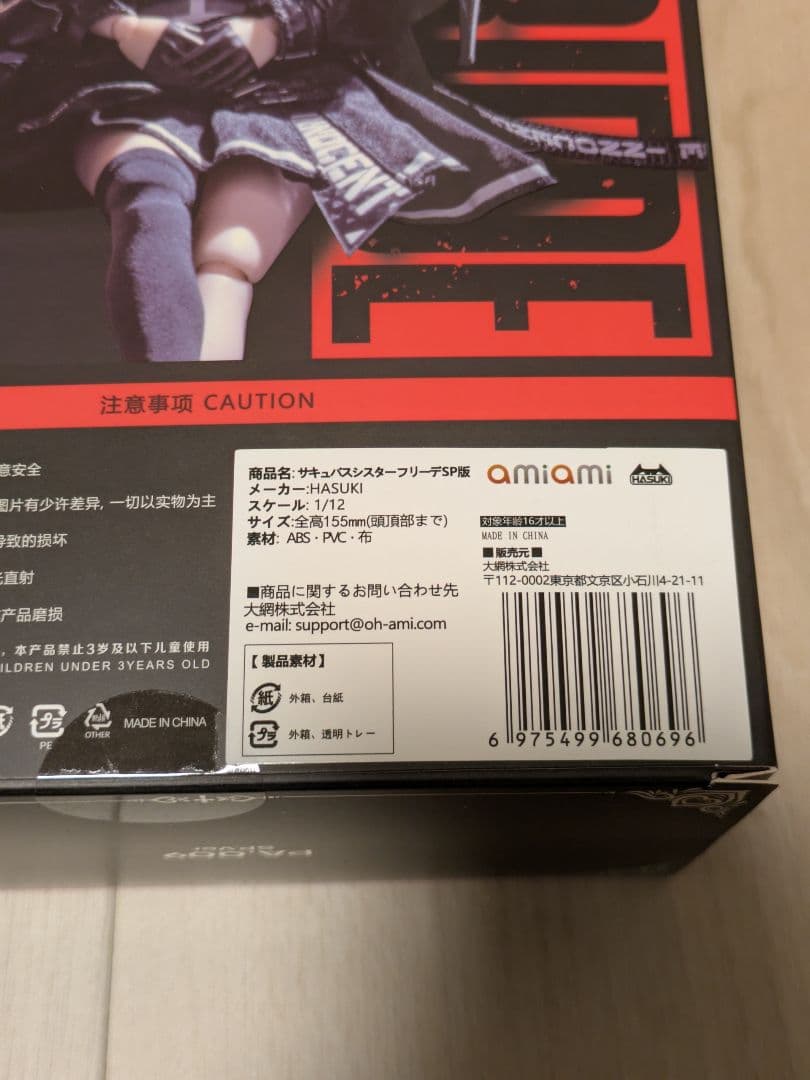 INNOCENT
E INNOCE
RIEDE
注意事项 CAUTION
意安全
图片有少许差异, 一切以实物为主
导致的损坏
光直射
产品磨损
, 本产品禁止3岁及以下儿童使用
ILDREN UNDER 3YEARS OLD
紙
プラ
PE
OTHER
MADE IN CHINA
商品名: サキュバスシスターフリーデSP版
メーカー:HASUKI
スケール: 1/12
サイズ:全高155mm(頭頂部まで)
素材: ABS・PVC・布
■商品に関するお問い合わせ先
大網株式会社
e-mail: support@oh-ami.com
【製品素材】
紙 外箱、台紙
プラ 外箱、透明トレー
amiami
HASUKI
対象年齢16才以上
MADE IN CHINA
■販売元■
大網株式会社
〒112-0002東京都文京区小石川4-21-11
6 975499 680696
PA.009
SPver